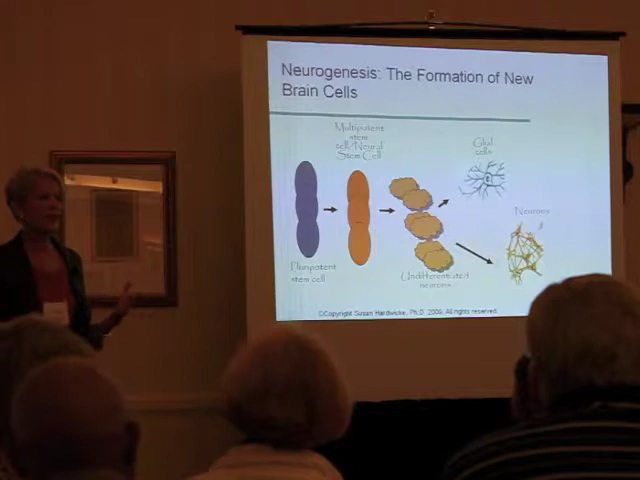 Neurogenesis: The Formation of New
Brain Cells
Multipotent
stem
cell/Neural
Stem Cell
Glial
cells
Neurons
Pluripotent
stem cell
Undifferentiated
neurons
©Copyright Susan Hardwicke, Ph.D. 2009. All rights reserved.